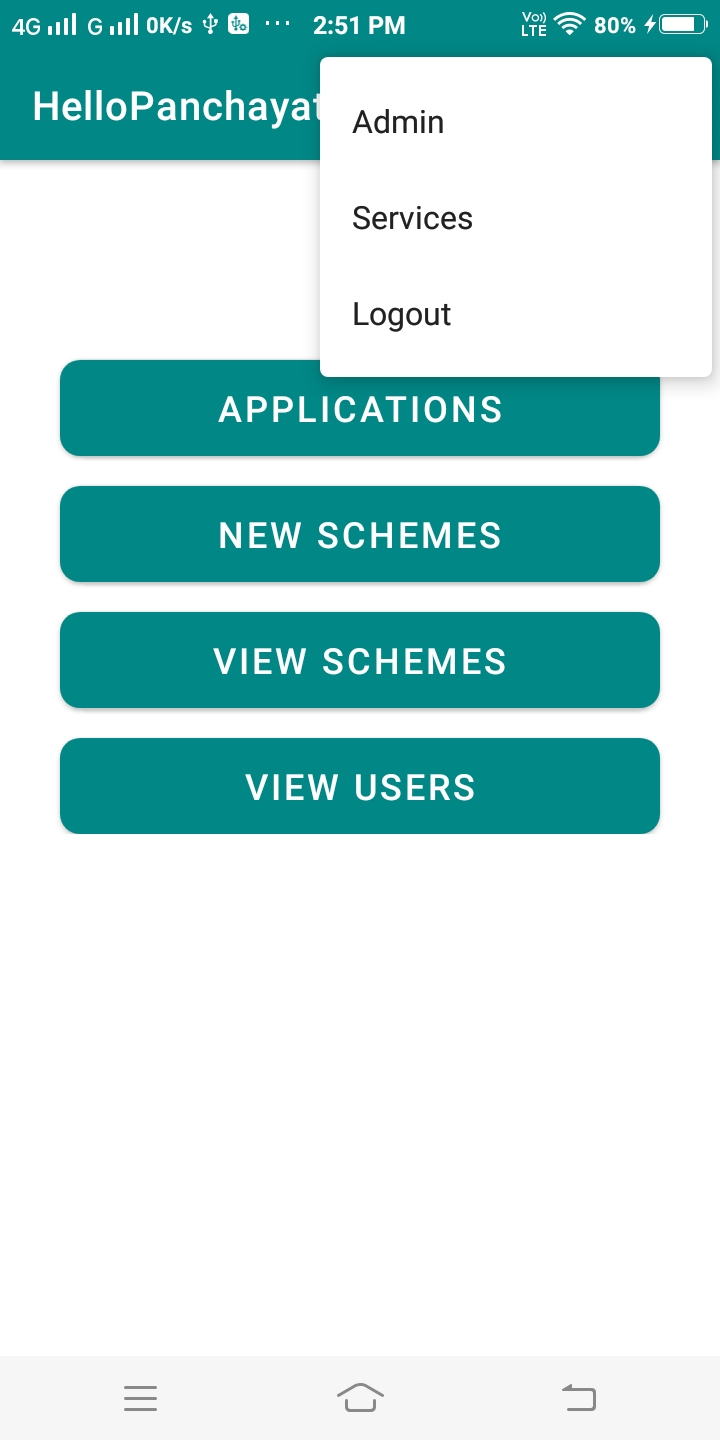 4G G 0K/s ... 2:51 PM Vo)) LTE 80%
HelloPanchayat
Admin
Services
Logout
APPLICATIONS
NEW SCHEMES
VIEW SCHEMES
VIEW USERS